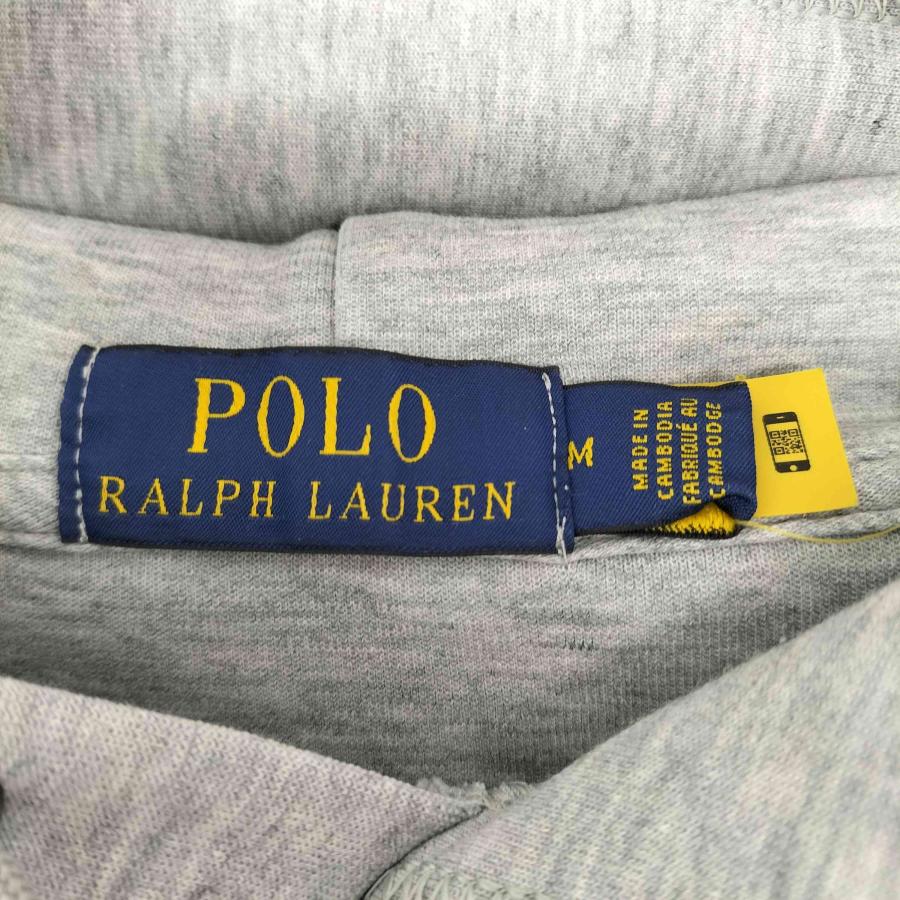 POLO
RALPH LAUREN
M
MADE IN
CAMBODIA
FABRIQUÉ AU
CAMBODGE